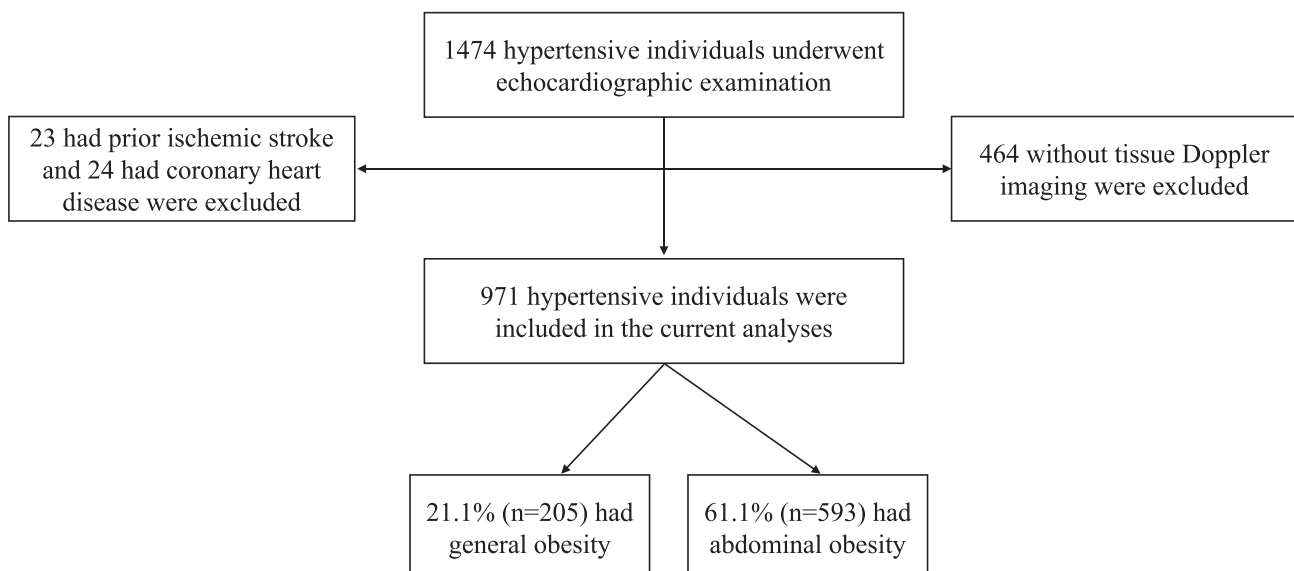 1474 hypertensive individuals underwent
echocardiographic examination
23 had prior ischemic stroke
and 24 had coronary heart
disease were excluded
464 without tissue Doppler
imaging were excluded
971 hypertensive individuals were
included in the current analyses
21.1% (n=205) had
general obesity
61.1% (n=593) had
abdominal obesity